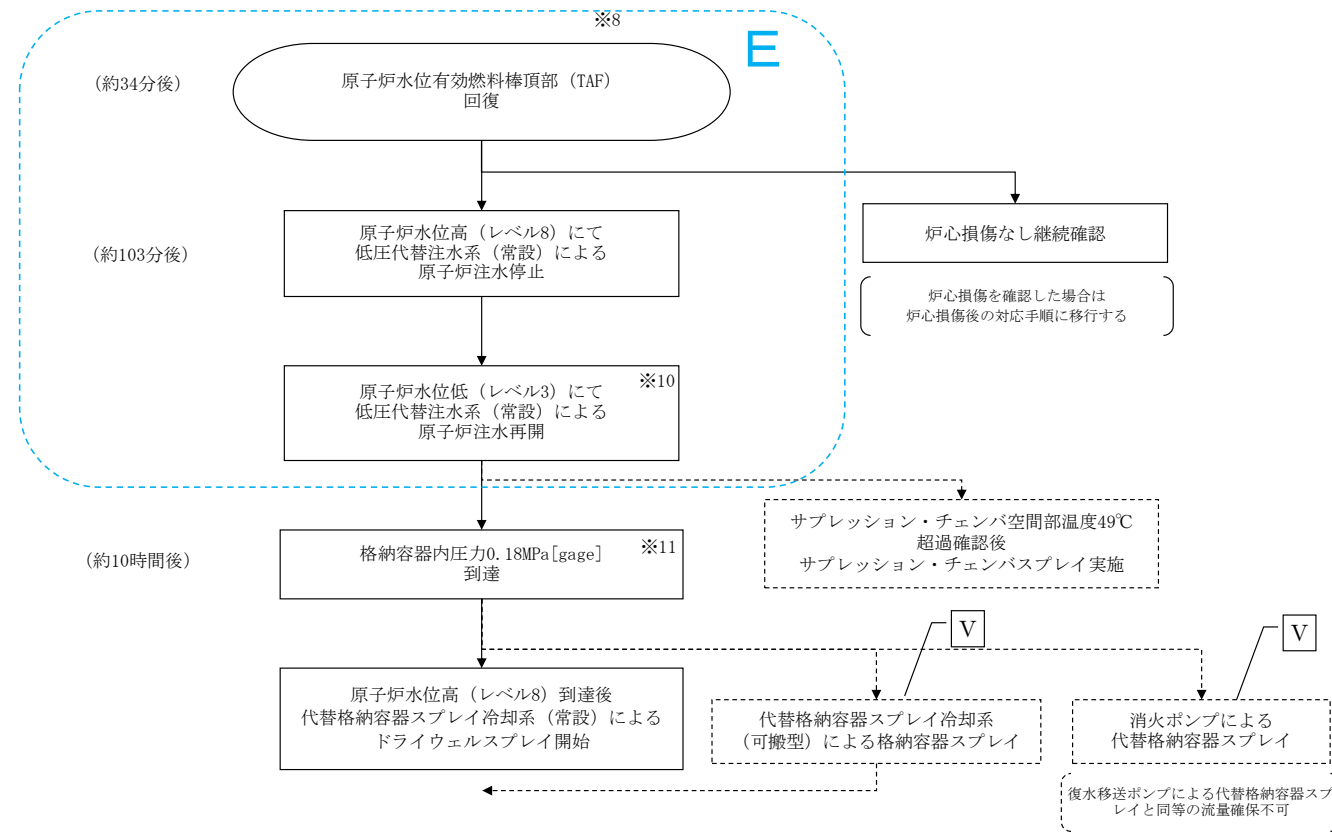 ※8
E
(約34分後)
原子炉水位有効燃料棒頂部（TAF）
回復
(約103分後)
原子炉水位高（レベル8）にて
低圧代替注水系（常設）による
原子炉注水停止
炉心損傷なし継続確認
炉心損傷を確認した場合は
炉心損傷後の対応手順に移行する
※10
原子炉水位低（レベル3）にて
低圧代替注水系（常設）による
原子炉注水再開
サプレッション・チェンバ空間部温度49℃
超過確認後
サプレッション・チェンバスプレイ実施
(約10時間後)
※11
格納容器内圧力0.18MPa[gage]
到達
V
V
原子炉水位高（レベル8）到達後
代替格納容器スプレイ冷却系（常設）による
ドライウェルスプレイ開始
代替格納容器スプレイ冷却系
（可搬型）による格納容器スプレイ
消火ポンプによる
代替格納容器スプレイ
復水移送ポンプによる代替格納容器スプ
レイと同等の流量確保不可